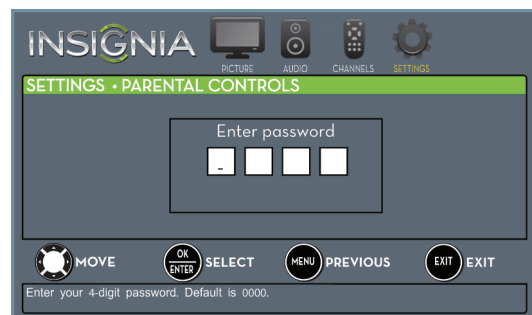 INSIGNIA
PICTURE AUDIO CHANNELS SETTINGS
SETTINGS • PARENTAL CONTROLS
Enter password
_
MOVE OK ENTER SELECT MENU PREVIOUS EXIT EXIT
Enter your 4-digit password. Default is 0000.